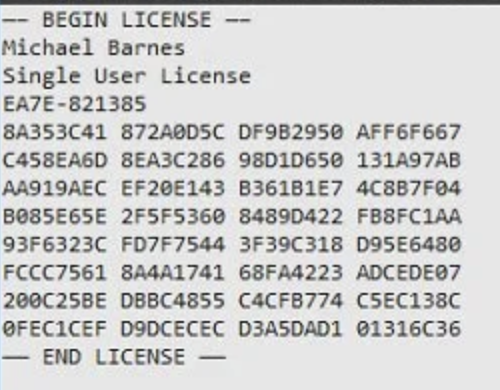 —– BEGIN LICENSE —–
Michael Barnes
Single User License
EA7E-821385
8A353C41 872A0D5C DF9B2950 AFF6F667
C458EA6D 8EA3C286 98D1D650 131A97AB
AA919AEC EF20E143 B361B1E7 4C8B7F04
B085E65E 2F5F5360 8489D422 FB8FC1AA
93F6323C FD7F7544 3F39C318 D95E6480
FCCC7561 8A4A1741 68FA4223 ADCEDE07
200C25BE DBBC4855 C4CFB774 C5EC138C
0FEC1CEF D9DCECEC D3A5DAD1 01316C36
—– END LICENSE —–